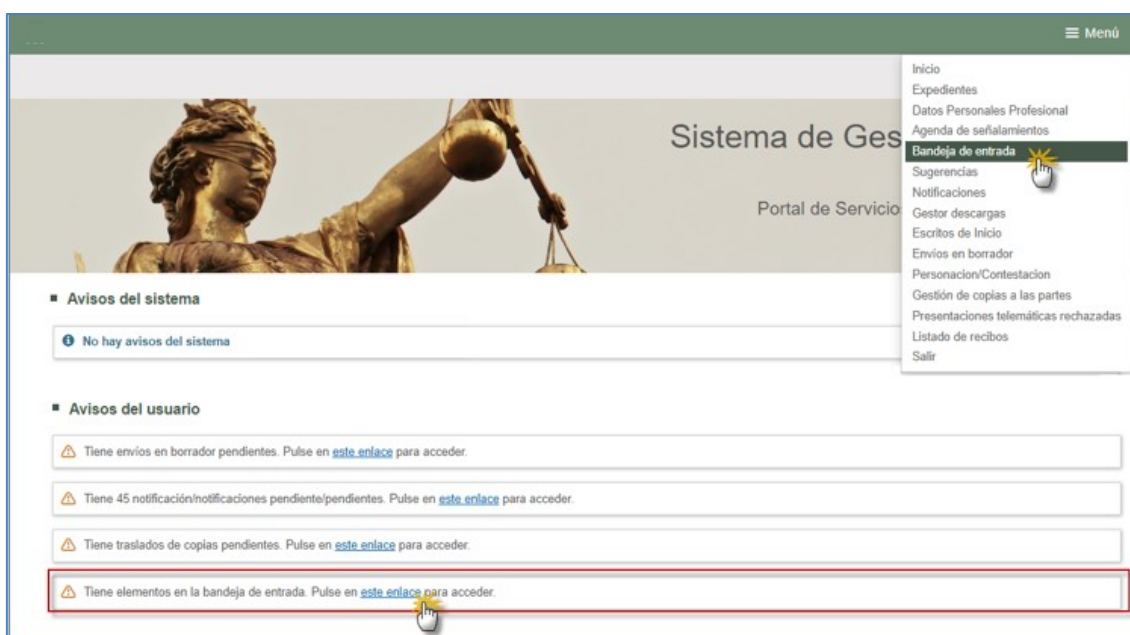 ☰ Menú
Inicio
Expedientes
Datos Personales Profesional
Agenda de señalamientos
Bandeja de entrada
Sugerencias
Notificaciones
Gestor descargas
Escritos de Inicio
Envíos en borrador
Personacion/Contestacion
Gestión de copias a las partes
Presentaciones telemáticas rechazadas
Listado de recibos
Salir
Sistema de Ges
Portal de Servicio
Avisos del sistema
No hay avisos del sistema
Avisos del usuario
Tiene envíos en borrador pendientes. Pulse en este enlace para acceder.
Tiene 45 notificación/notificaciones pendiente/pendientes. Pulse en este enlace para acceder.
Tiene traslados de copias pendientes. Pulse en este enlace para acceder.
Tiene elementos en la bandeja de entrada. Pulse en este enlace para acceder.